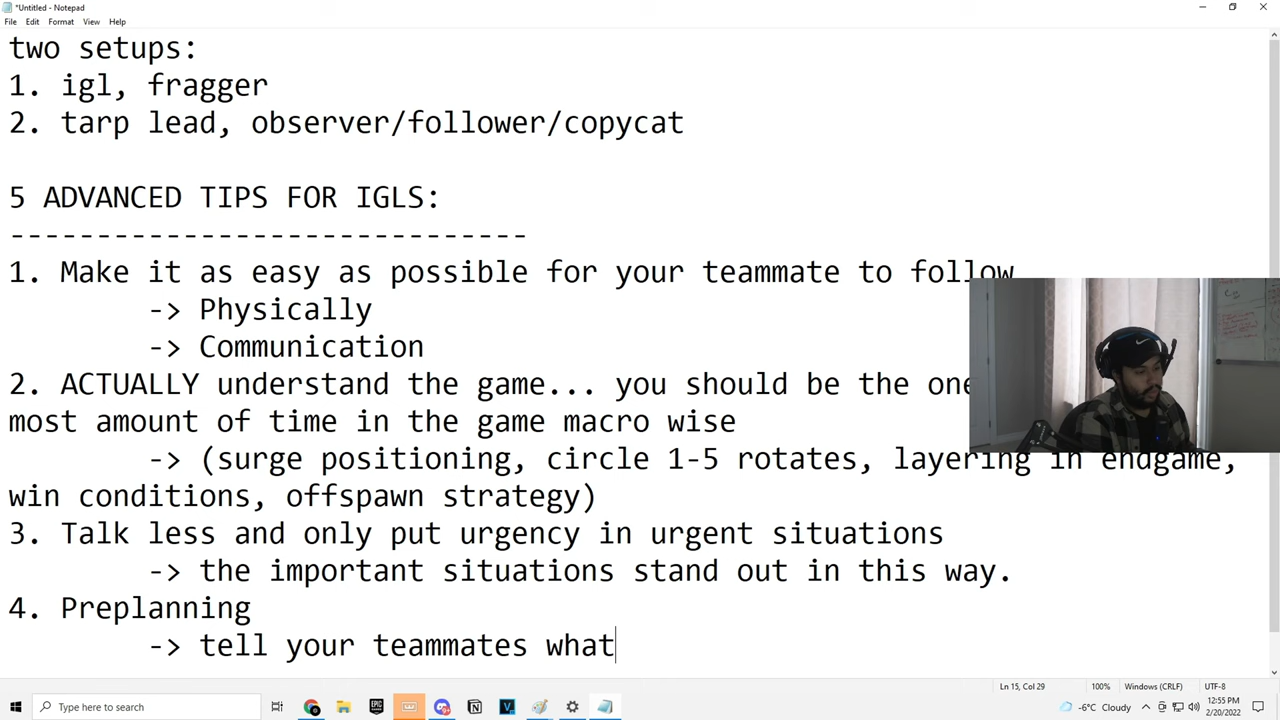 *Untitled - Notepad
File Edit Format View Help
two setups:
1. igl, fragger
2. tarp lead, observer/follower/copycat
5 ADVANCED TIPS FOR IGLS:
------------------------------
1. Make it as easy as possible for your teammate to follow
-> Physically
-> Communication
2. ACTUALLY understand the game... you should be the one
most amount of time in the game macro wise
-> (surge positioning, circle 1-5 rotates, layering in endgame,
win conditions, offspawn strategy)
3. Talk less and only put urgency in urgent situations
-> the important situations stand out in this way.
4. Preplanning
-> tell your teammates what
Ln 15, Col 29 100% Windows (CRLF) UTF-8
Type here to search
-6°C Cloudy
12:55 PM
2/20/2022